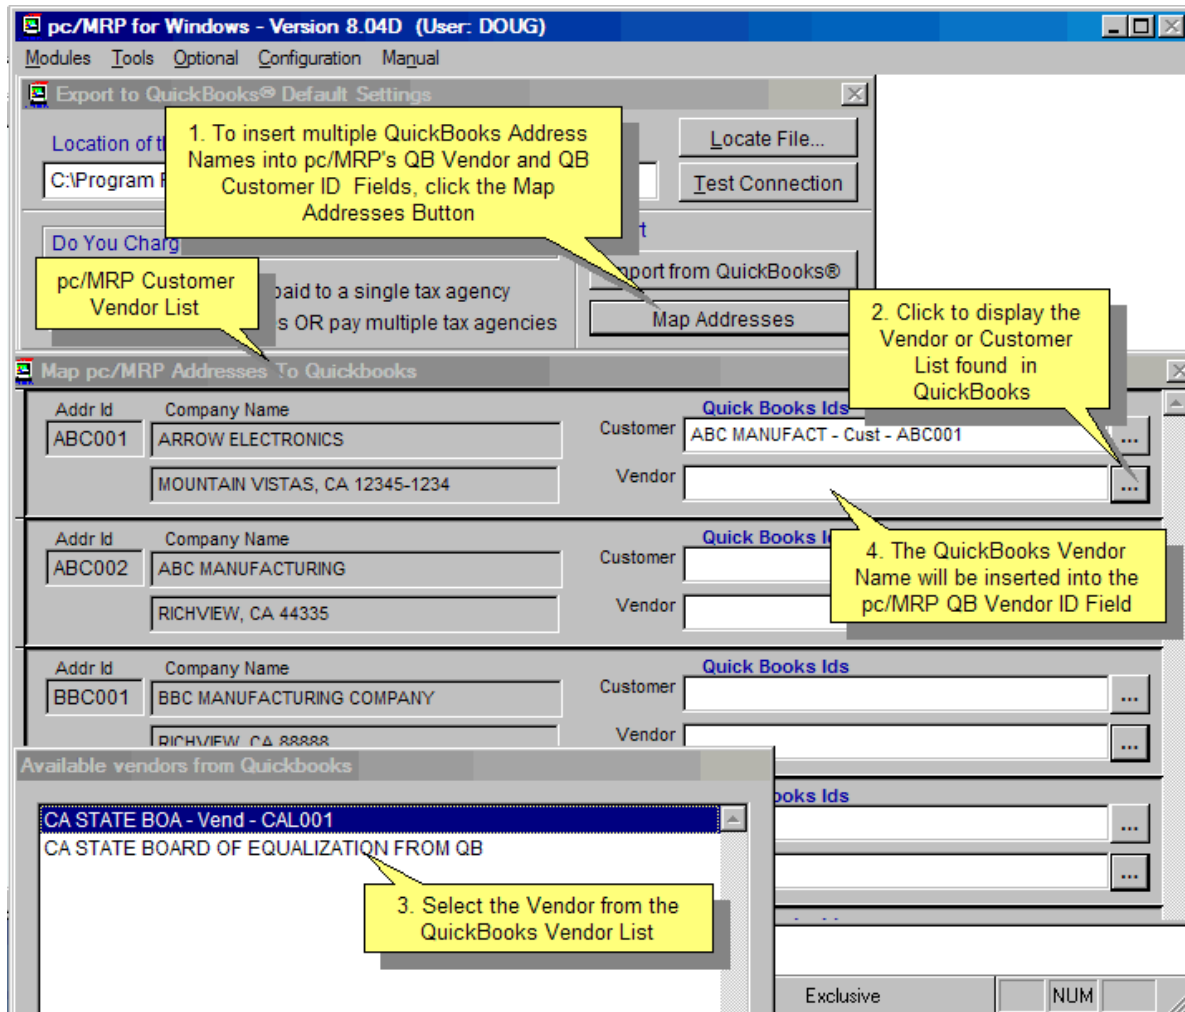 pc/MRP for Windows - Version 8.04D (User: DOUG)
Modules Tools Optional Configuration Manual
Export to QuickBooks® Default Settings
Location of
C:\Program
1. To insert multiple QuickBooks Address
Names into pc/MRP's QB Vendor and QB
Customer ID Fields, click the Map
Addresses Button
Locate File...
Test Connection
Do You Charg
pc/MRP Customer
Vendor List
paid to a single tax agency
s OR pay multiple tax agencies
Import from QuickBooks®
Map Addresses
2. Click to display the
Vendor or Customer
List found in
QuickBooks
Map pc/MRP Addresses To Quickbooks
Addr Id Company Name Quick Books Ids
ABC001 ARROW ELECTRONICS Customer ABC MANUFACT - Cust - ABC001 ...
MOUNTAIN VISTAS, CA 12345-1234 Vendor ...
Addr Id Company Name Quick Books
ABC002 ABC MANUFACTURING Customer
RICHVIEW, CA 44335 Vendor
4. The QuickBooks Vendor
Name will be inserted into the
pc/MRP QB Vendor ID Field
Addr Id Company Name Quick Books Ids
BBC001 BBC MANUFACTURING COMPANY Customer ...
RICHVIEW, CA 88888 Vendor ...
Available vendors from Quickbooks
ooks Ids
...
...
CA STATE BOA - Vend - CAL001
CA STATE BOARD OF EQUALIZATION FROM QB
3. Select the Vendor from the
QuickBooks Vendor List
Exclusive NUM